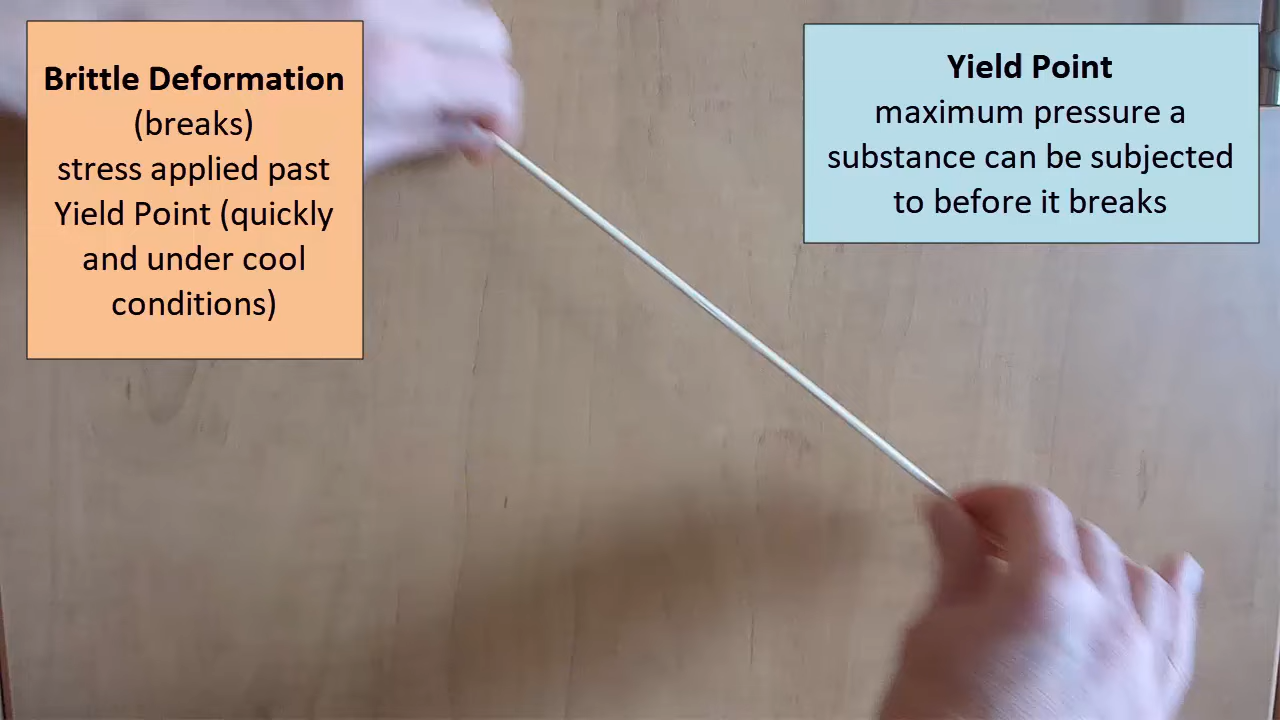 Brittle Deformation
(breaks)
stress applied past
Yield Point (quickly
and under cool
conditions)
Yield Point
maximum pressure a
substance can be subjected
to before it breaks